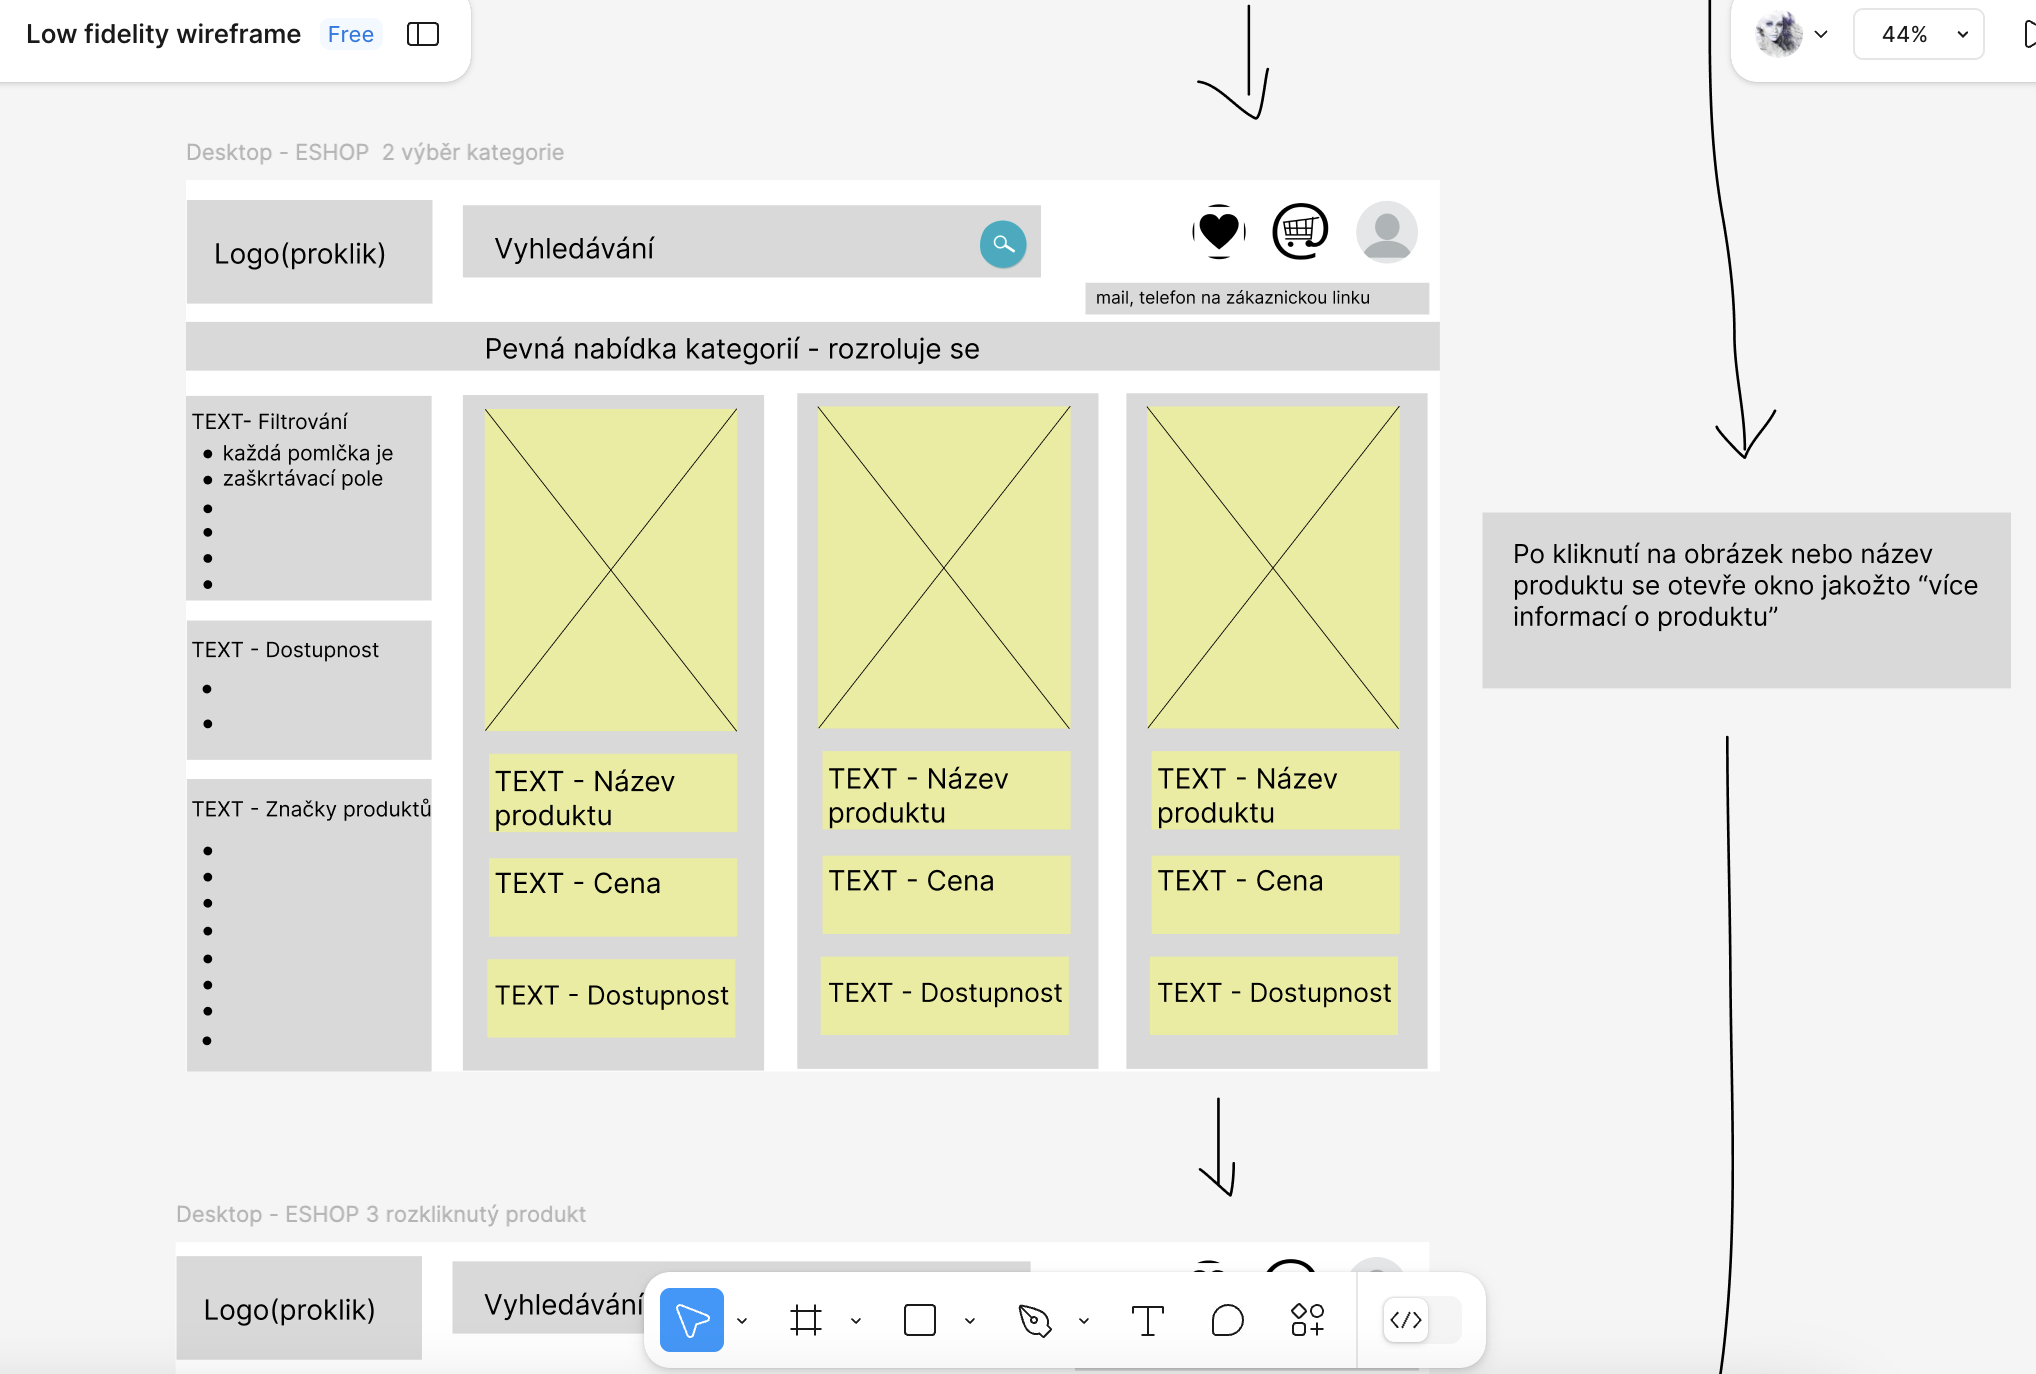 Low fidelity wireframe Free
44%
Desktop - ESHOP 2 výběr kategorie
Logo(proklik)
Vyhledávání
mail, telefon na zákaznickou linku
Pevná nabídka kategorií - rozroluje se
TEXT- Filtrování
každá pomlčka je
zaškrtávací pole
TEXT - Dostupnost
TEXT - Značky produktů
TEXT - Název
produktu
TEXT - Cena
TEXT - Dostupnost
TEXT - Název
produktu
TEXT - Cena
TEXT - Dostupnost
TEXT - Název
produktu
TEXT - Cena
TEXT - Dostupnost
Po kliknutí na obrázek nebo název
produktu se otevře okno jakožto “více
informací o produktu”
Desktop - ESHOP 3 rozkliknutý produkt
Logo(proklik)
Vyhledávání